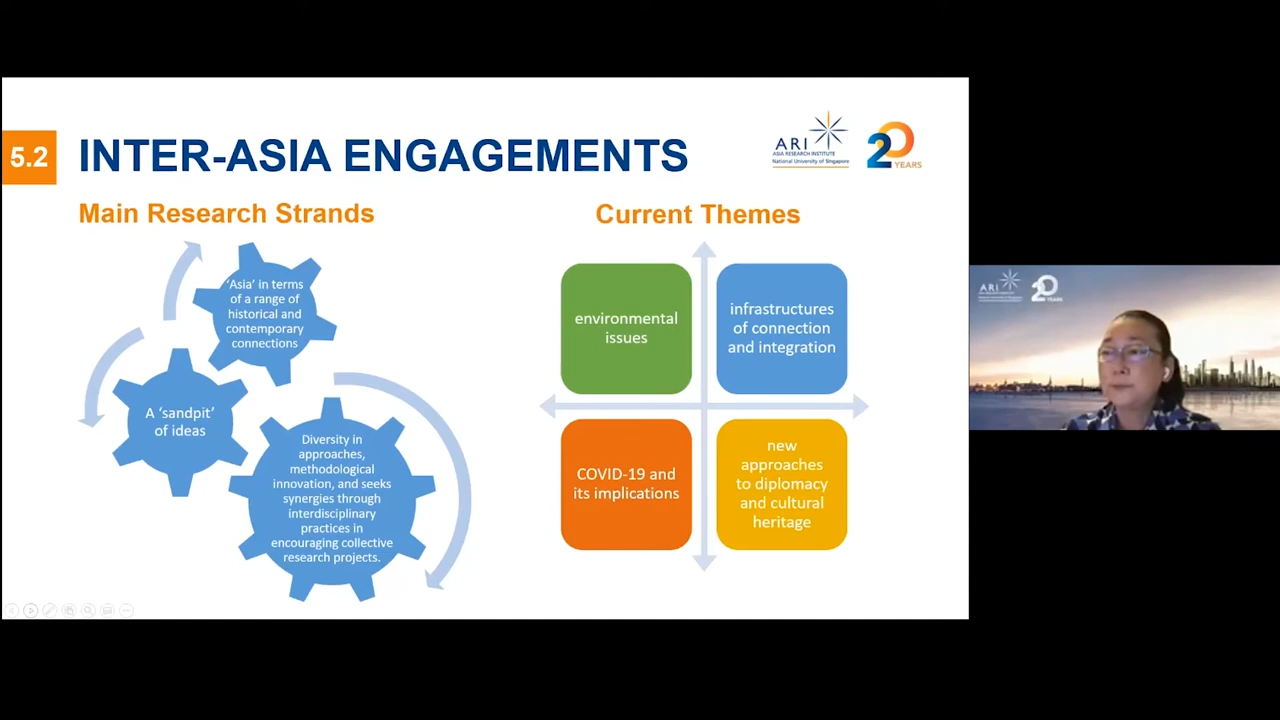 5.2
INTER-ASIA ENGAGEMENTS
ARI
ASIA RESEARCH INSTITUTE
National University of Singapore
20
YEARS
Main Research Strands
'Asia' in terms
of a range of
historical and
contemporary
connections
A 'sandpit'
of ideas
Diversity in
approaches,
methodological
innovation, and seeks
synergies through
interdisciplinary
practices in
encouraging collective
research projects.
Current Themes
environmental
issues
infrastructures
of connection
and integration
COVID-19 and
its implications
new
approaches
to diplomacy
and cultural
heritage
ARI
20
YEARS